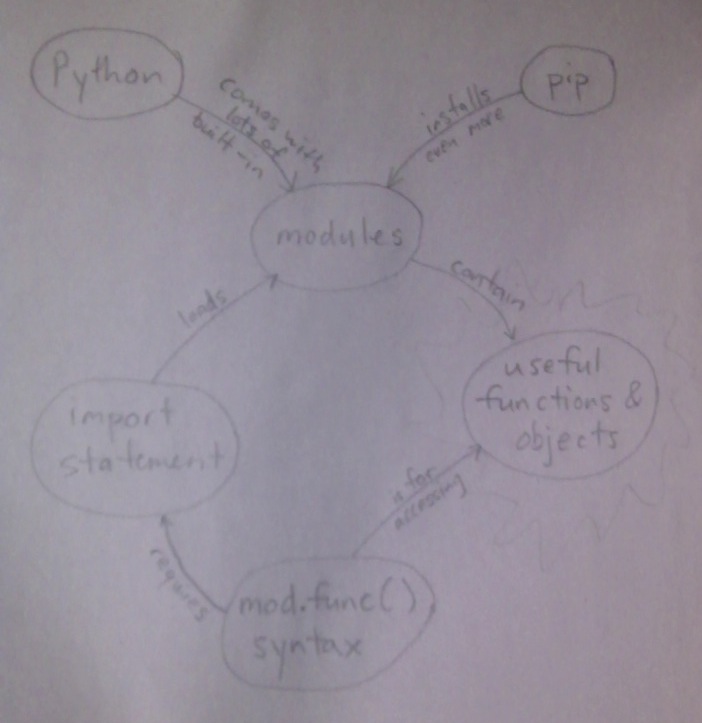 Python
pip
comes with
lots of
built-in
installs
even more
modules
loads
contain
useful
functions &
objects
import
statement
is for
accessing
requires
mod.func()
syntax